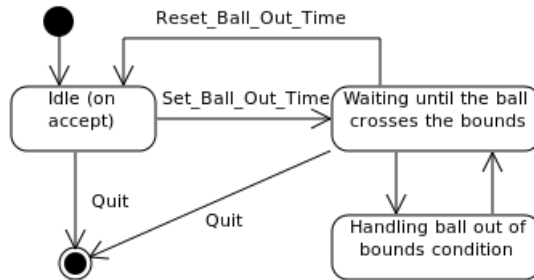 Reset_Ball_Out_Time
Idle (on
accept)
Set_Ball_Out_Time
Waiting until the ball
crosses the bounds
Quit
Quit
Handling ball out of
bounds condition